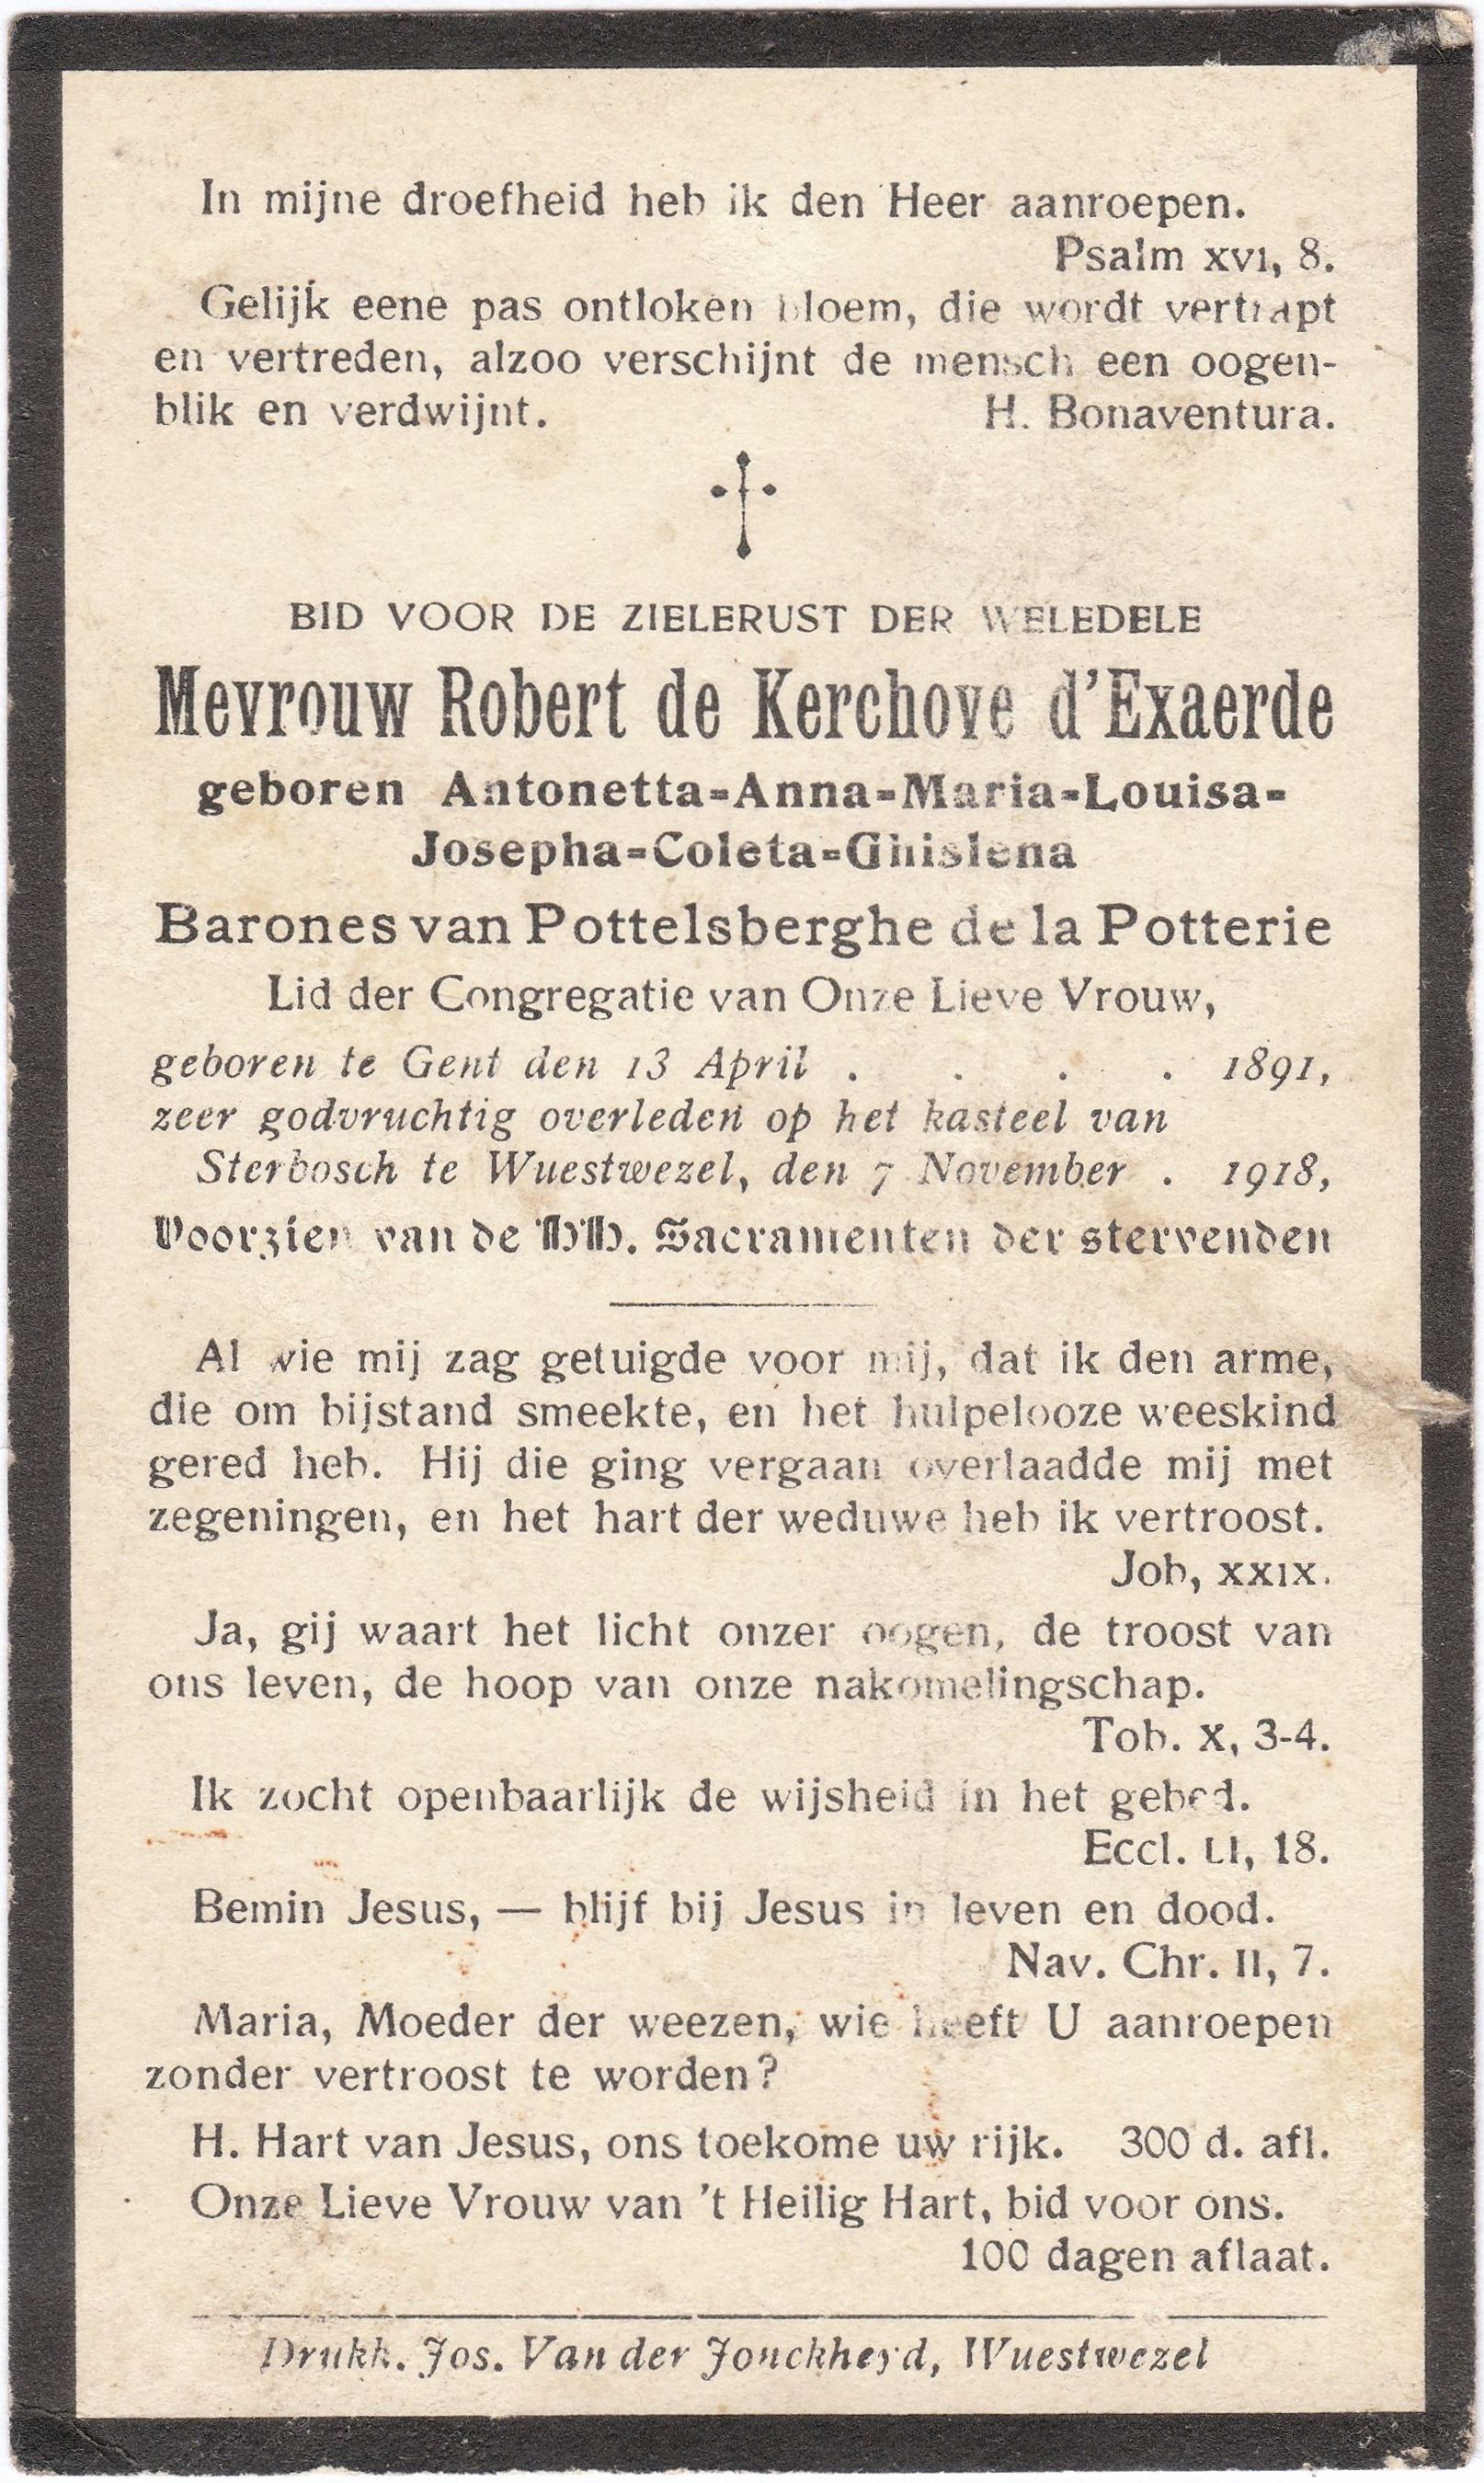 In mijne droefheid heb ik den Heer aanroepen.
Psalm XVI, 8.
Gelijk eene pas ontloken bloem, die wordt vertrapt
en vertreden, alzoo verschijnt de mensch een oogen-
blik en verdwijnt. H. Bonaventura.
BID VOOR DE ZIELERUST DER WELEDELE
Mevrouw Robert de Kerchove d'Exaerde
geboren Antonetta-Anna-Maria-Louisa-
Josepha-Coleta-Ghislena
Barones van Pottelsberghe de la Potterie
Lid der Congregatie van Onze Lieve Vrouw,
geboren te Gent den 13 April . . . . 1891,
zeer godvruchtig overleden op het kasteel van
Sterbosch te Wuestwezel, den 7 November . 1918,
Voorzien van de HH. Sacramenten der stervenden
Al wie mij zag getuigde voor mij, dat ik den arme,
die om bijstand smeekte, en het hulpelooze weeskind
gered heb. Hij die ging vergaan overlaadde mij met
zegeningen, en het hart der weduwe heb ik vertroost.
Job, XXIX.
Ja, gij waart het licht onzer oogen, de troost van
ons leven, de hoop van onze nakomelingschap.
Tob. X, 3-4.
Ik zocht openbaarlijk de wijsheid in het gebed.
Eccl. LI, 18.
Bemin Jesus, — blijf bij Jesus in leven en dood.
Nav. Chr. II, 7.
Maria, Moeder der weezen, wie heeft U aanroepen
zonder vertroost te worden?
H. Hart van Jesus, ons toekome uw rijk. 300 d. afl.
Onze Lieve Vrouw van 't Heilig Hart, bid voor ons.
100 dagen aflaat.
Drukk. Jos. Van der Jonckheyd, Wuestwezel